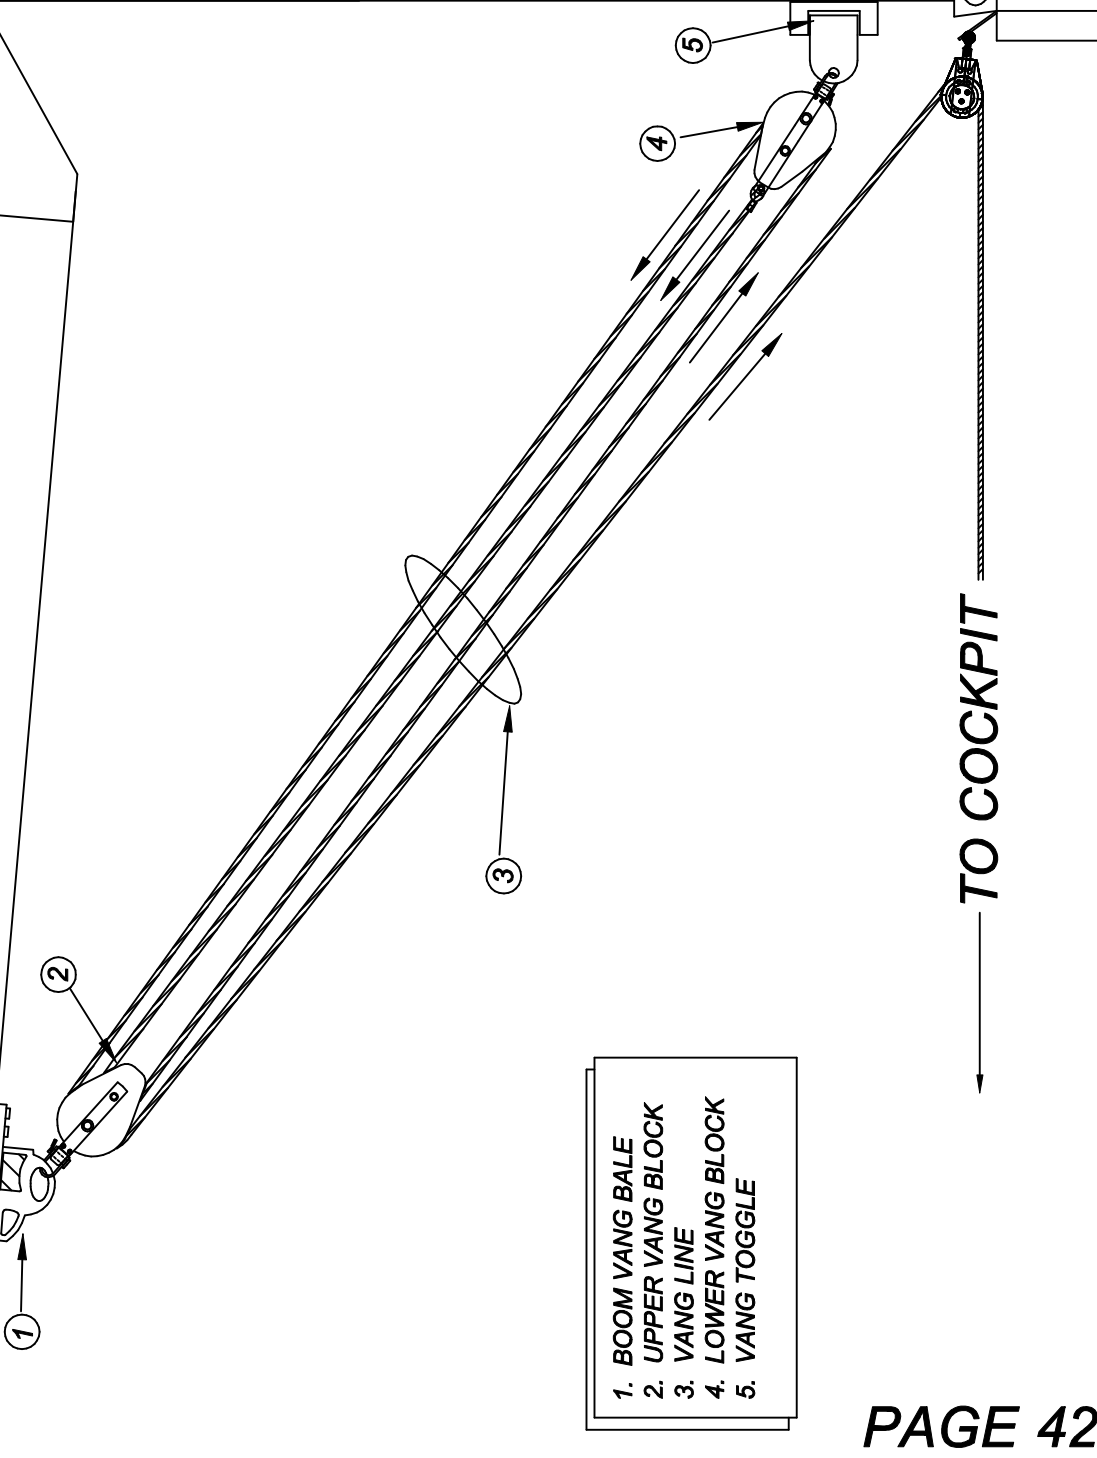 5
4
3
2
1
TO COCKPIT
1. BOOM VANG BALE
2. UPPER VANG BLOCK
3. VANG LINE
4. LOWER VANG BLOCK
5. VANG TOGGLE
PAGE 42